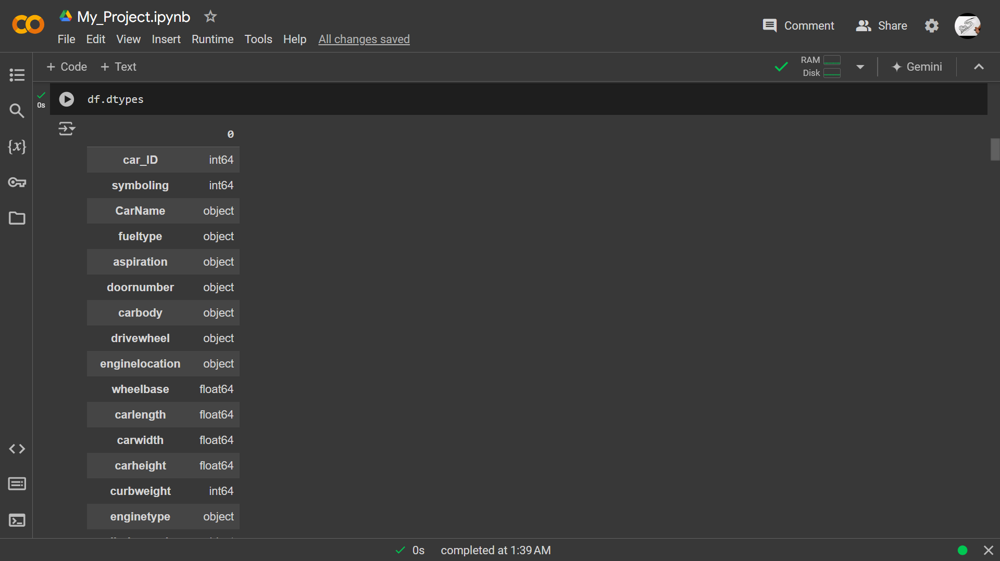 My_Project.ipynb
File Edit View Insert Runtime Tools Help All changes saved
Comment Share
+ Code + Text
RAM
Disk
Gemini
{x}
0s
df.dtypes
0
car_ID int64
symboling int64
CarName object
fueltype object
aspiration object
doornumber object
carbody object
drivewheel object
enginelocation object
wheelbase float64
carlength float64
carwidth float64
carheight float64
curbweight int64
enginetype object
0s completed at 1:39 AM